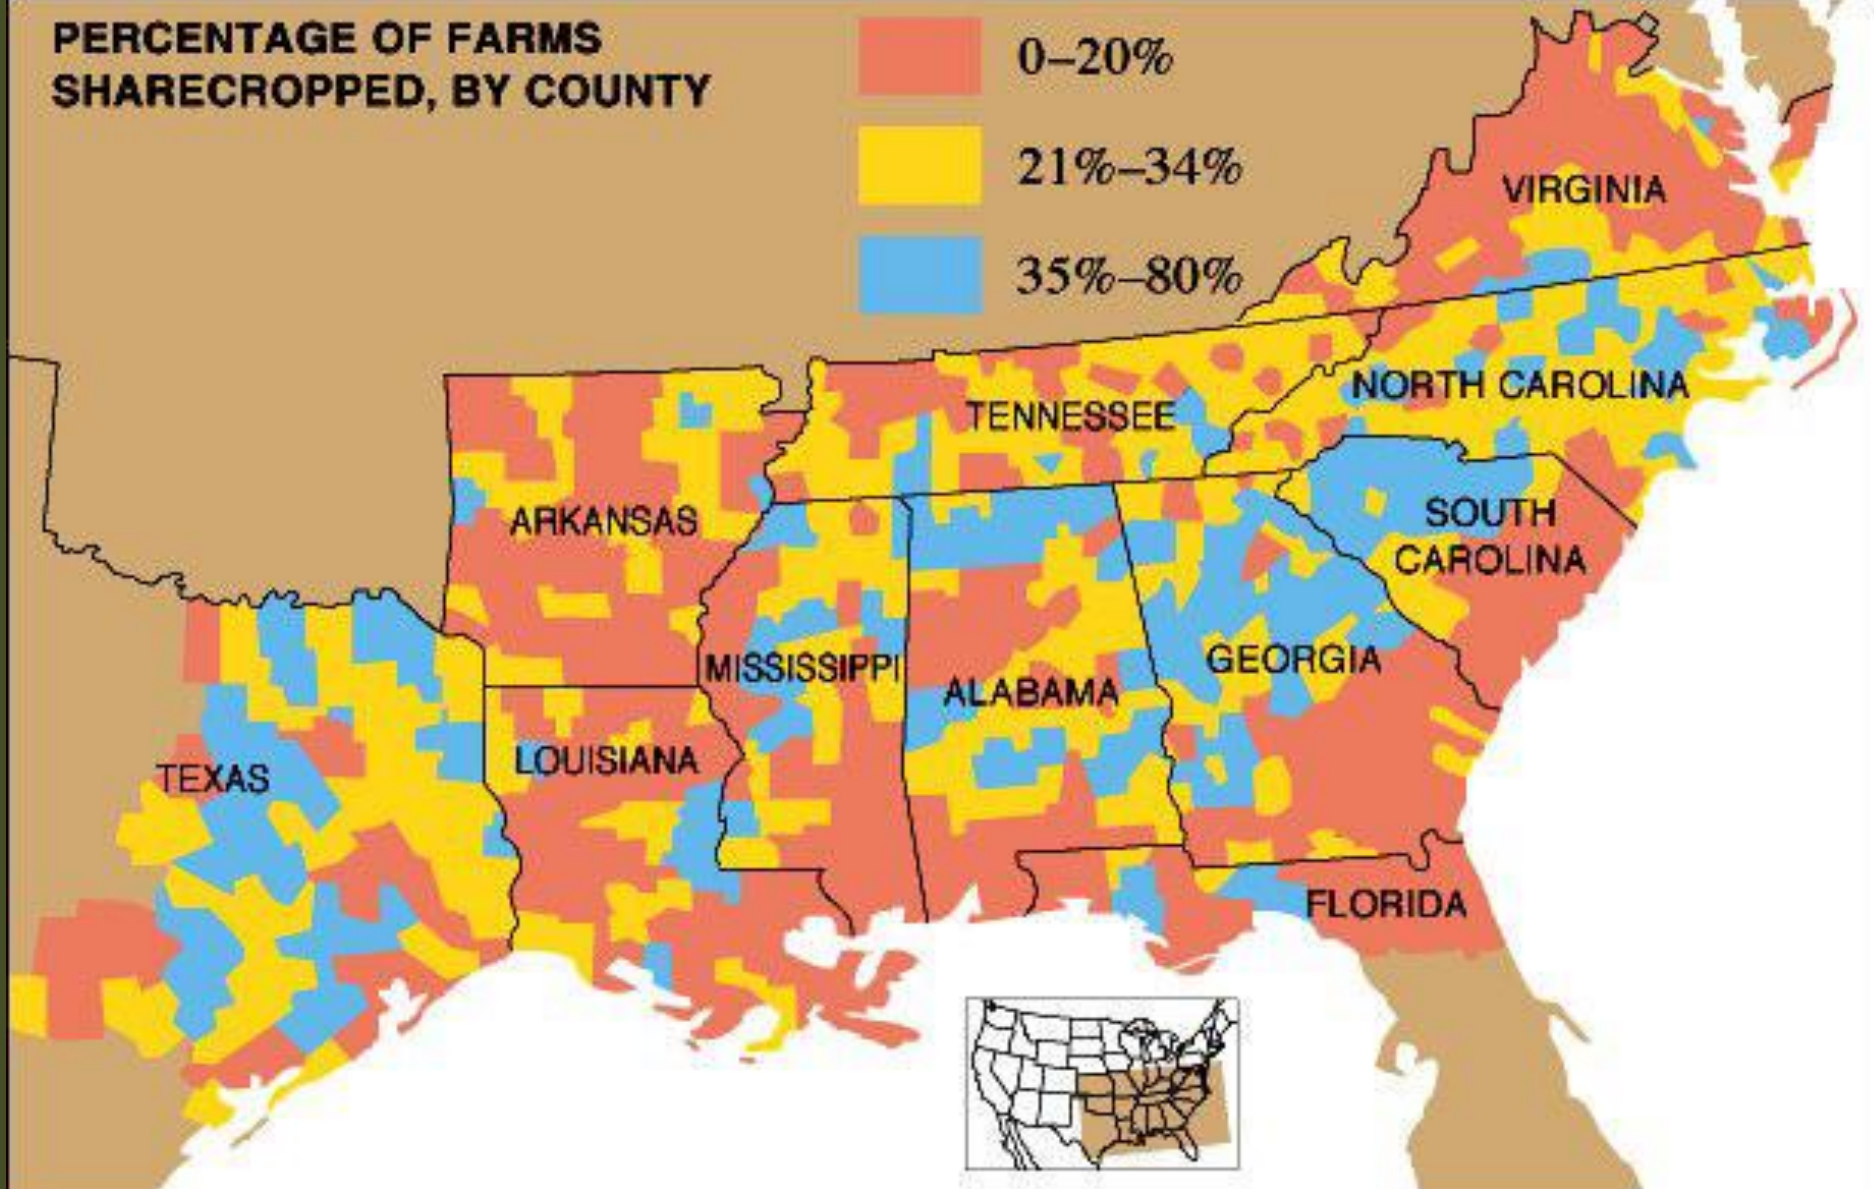 PERCENTAGE OF FARMS
SHARECROPPED, BY COUNTY
0–20%
21%–34%
35%–80%
VIRGINIA
NORTH CAROLINA
TENNESSEE
ARKANSAS
SOUTH
CAROLINA
MISSISSIPPI
ALABAMA
GEORGIA
LOUISIANA
TEXAS
FLORIDA